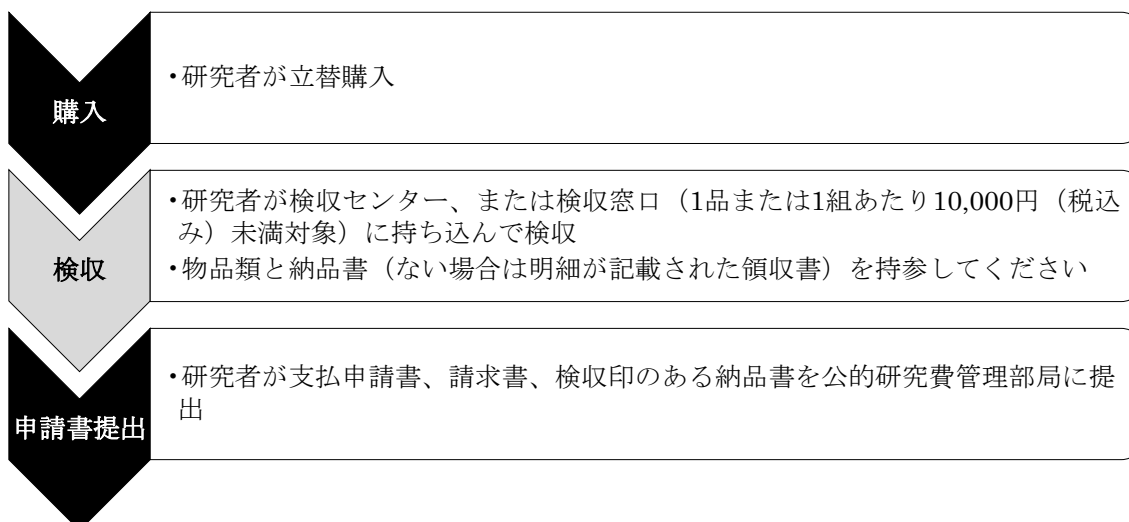 購入
・研究者が立替購入
検収
・研究者が検収センター、または検収窓口（1品または1組あたり10,000円（税込
み）未満対象）に持ち込んで検収
・物品類と納品書（ない場合は明細が記載された領収書）を持参してください
申請書提出
・研究者が支払申請書、請求書、検収印のある納品書を公的研究費管理部局に提
出